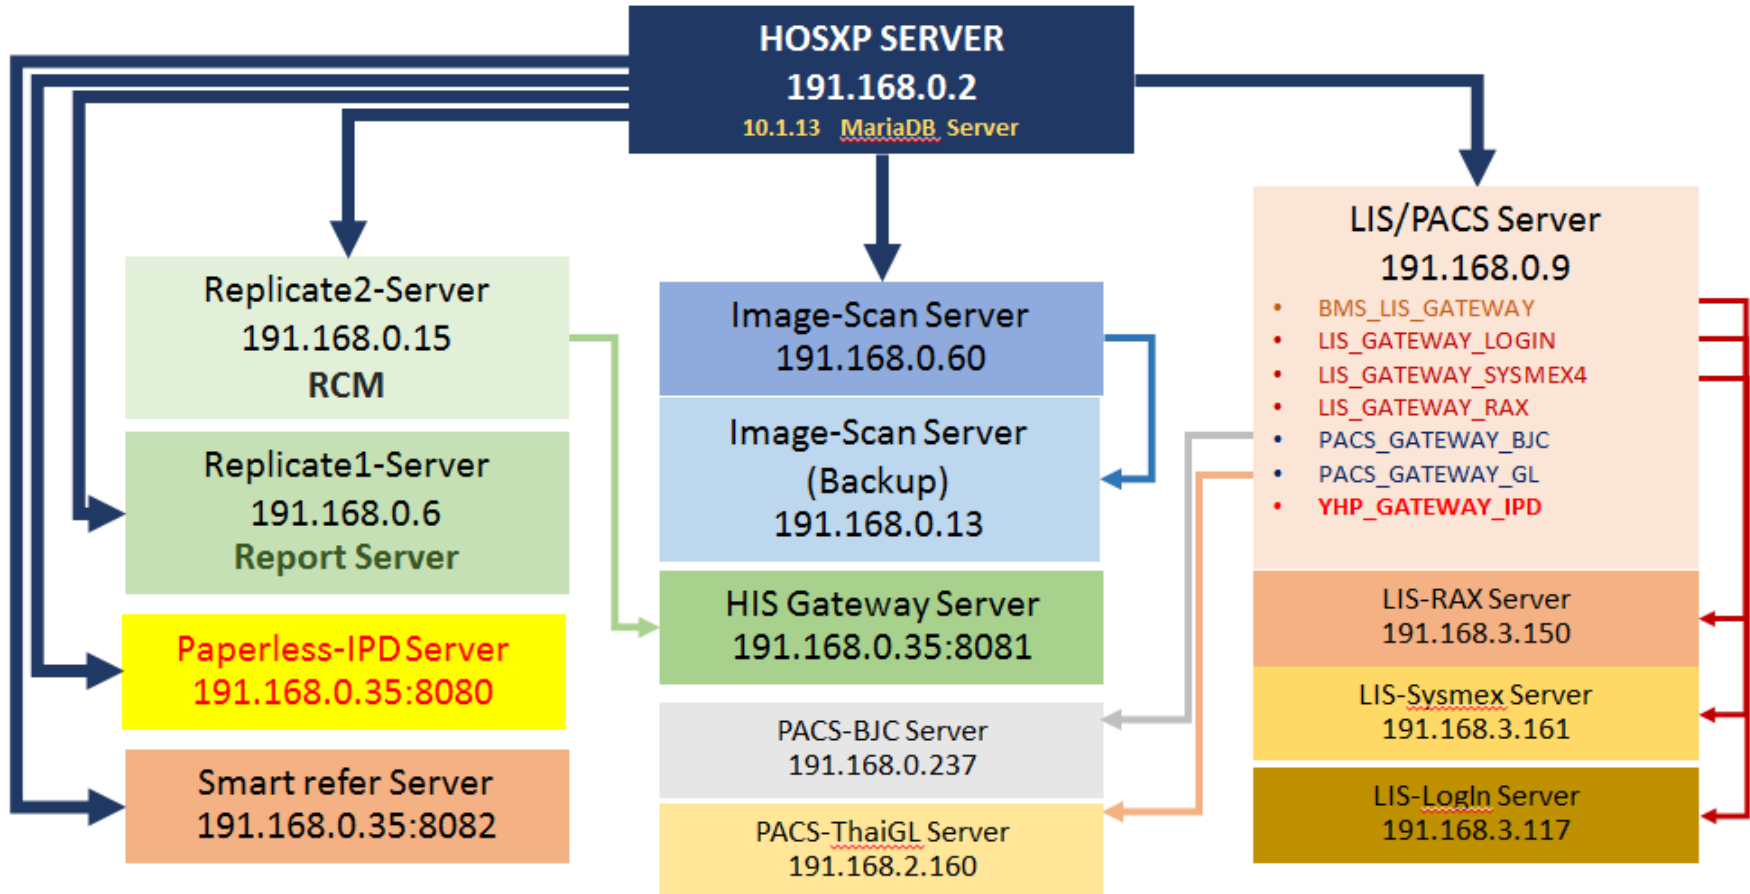 HOSXP SERVER
191.168.0.2
10.1.13 MariaDB Server
Replicate2-Server
191.168.0.15
RCM
Replicate1-Server
191.168.0.6
Report Server
Paperless-IPD Server
191.168.0.35:8080
Smart refer Server
191.168.0.35:8082
Image-Scan Server
191.168.0.60
Image-Scan Server
(Backup)
191.168.0.13
HIS Gateway Server
191.168.0.35:8081
PACS-BJC Server
191.168.0.237
PACS-ThaiGL Server
191.168.2.160
LIS/PACS Server
191.168.0.9
• BMS_LIS_GATEWAY
• LIS_GATEWAY_LOGIN
• LIS_GATEWAY_SYSMEX4
• LIS_GATEWAY_RAX
• PACS_GATEWAY_BJC
• PACS_GATEWAY_GL
• YHP_GATEWAY_IPD
LIS-RAX Server
191.168.3.150
LIS-Sysmex Server
191.168.3.161
LIS-LogIn Server
191.168.3.117